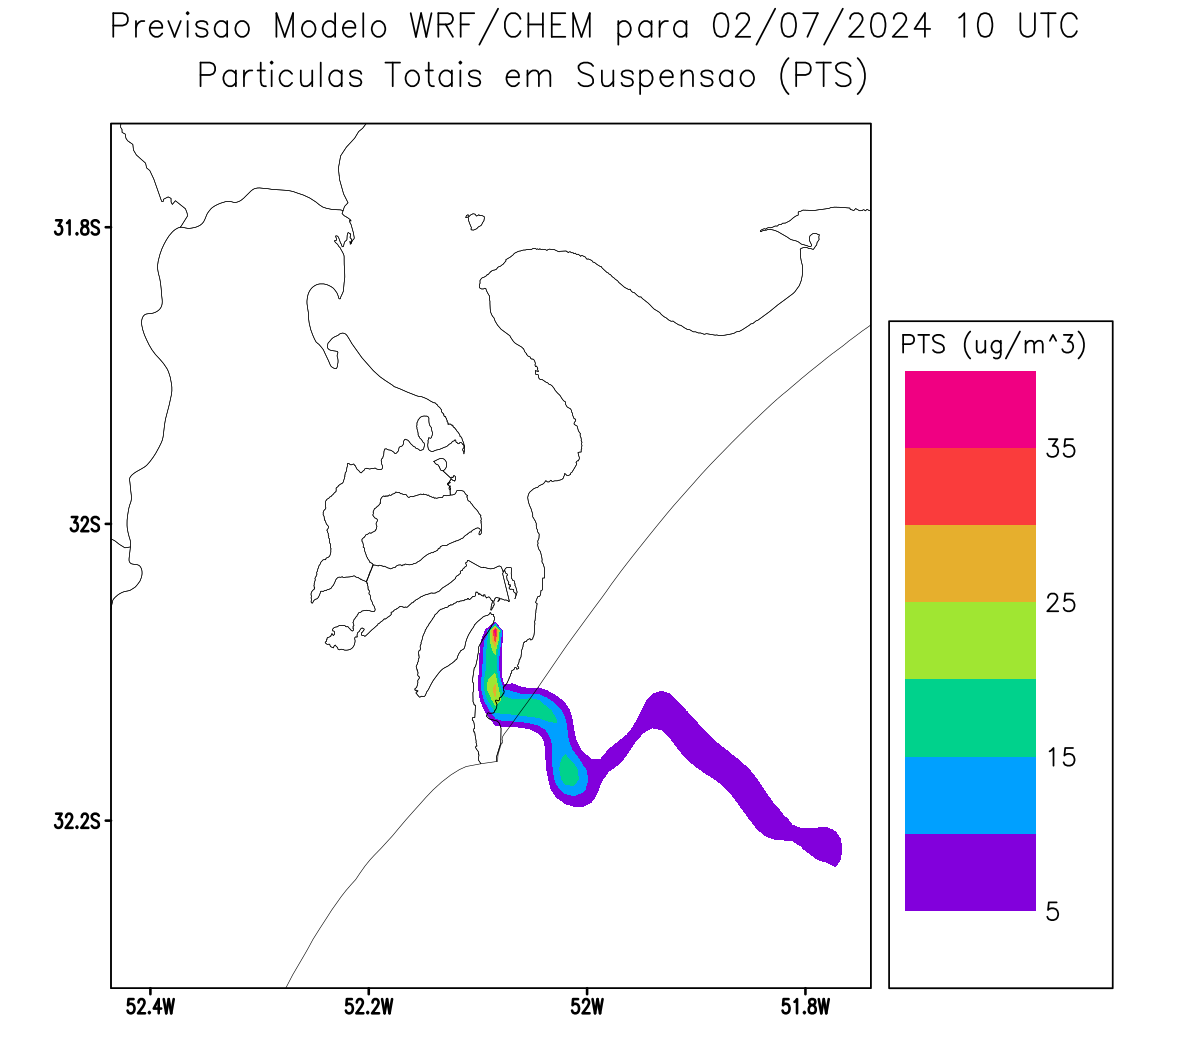 Previsao Modelo WRF/CHEM para 02/07/2024 10 UTC
Particulas Totais em Suspensao (PTS)
31.8S
32S
32.2S
52.4W
52.2W
52W
51.8W
PTS (ug/m^3)
35
25
15
5